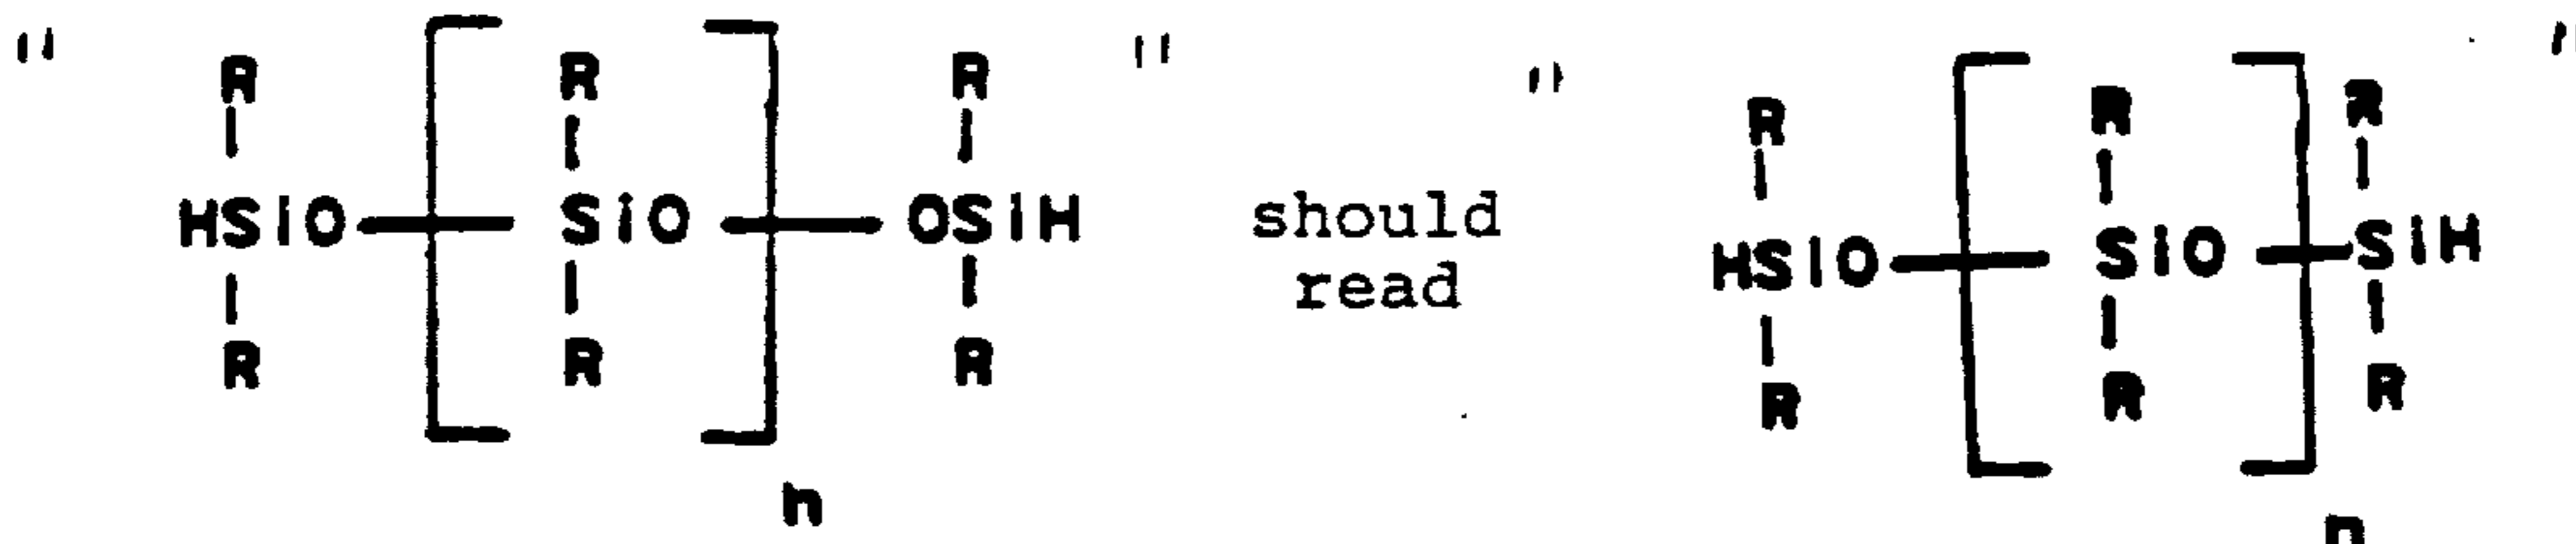 " R R R " " R R R "
HSiO SiO OSiH should HSiO SiO SiH
read
R R R R R R
n n